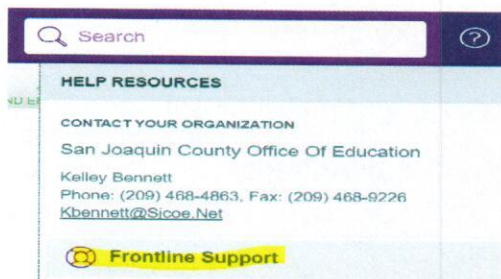 Search
HELP RESOURCES
CONTACT YOUR ORGANIZATION
San Joaquin County Office Of Education
Kelley Bennett
Phone: (209) 468-4863, Fax: (209) 468-9226
Kbennett@Sjcoe.Net
Frontline Support